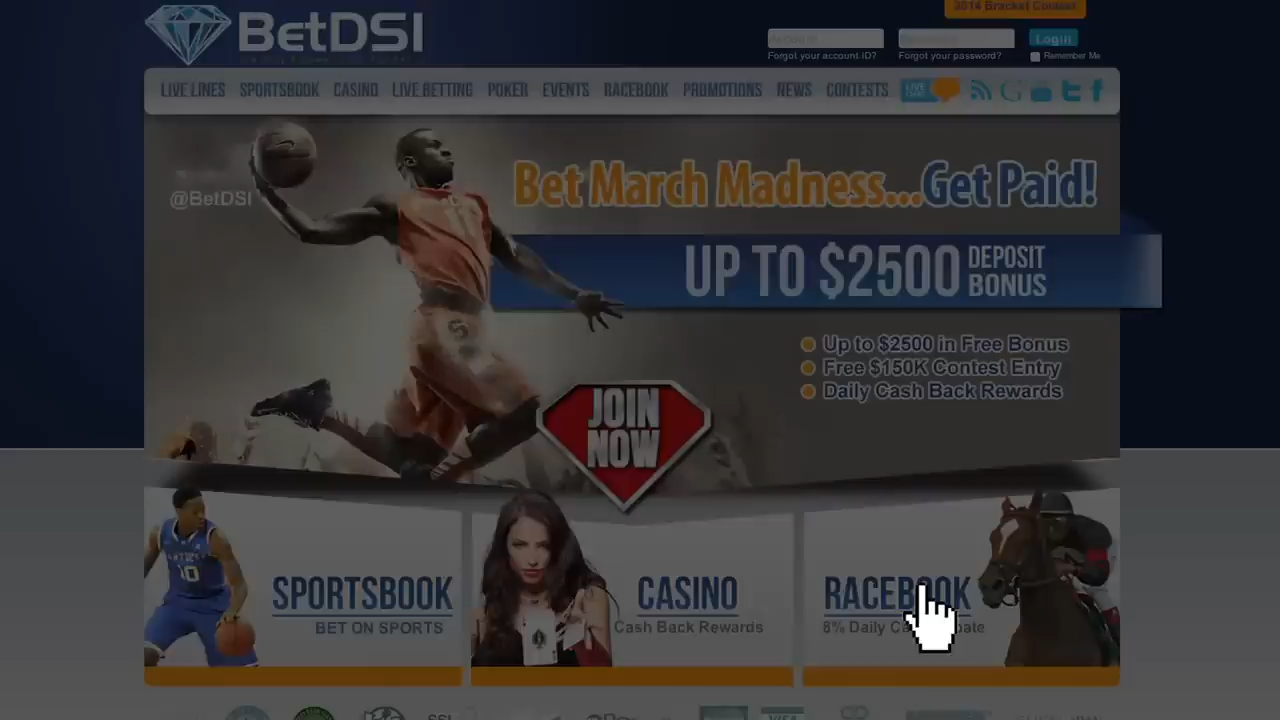 2014 Bracket Contest
BetDSI
Login
Forgot your account ID?
Forgot your password?
Remember Me
LIVE LINES SPORTSBOOK CASINO LIVE BETTING POKER EVENTS RACEBOOK PROMOTIONS NEWS CONTESTS
@BetDSI
Bet March Madness...Get Paid!
UP TO $2500 DEPOSIT
BONUS
Up to $2500 in Free Bonus
Free $150K Contest Entry
Daily Cash Back Rewards
JOIN
NOW
10
SPORTSBOOK
BET ON SPORTS
CASINO
Cash Back Rewards
RACEBOOK
8% Daily